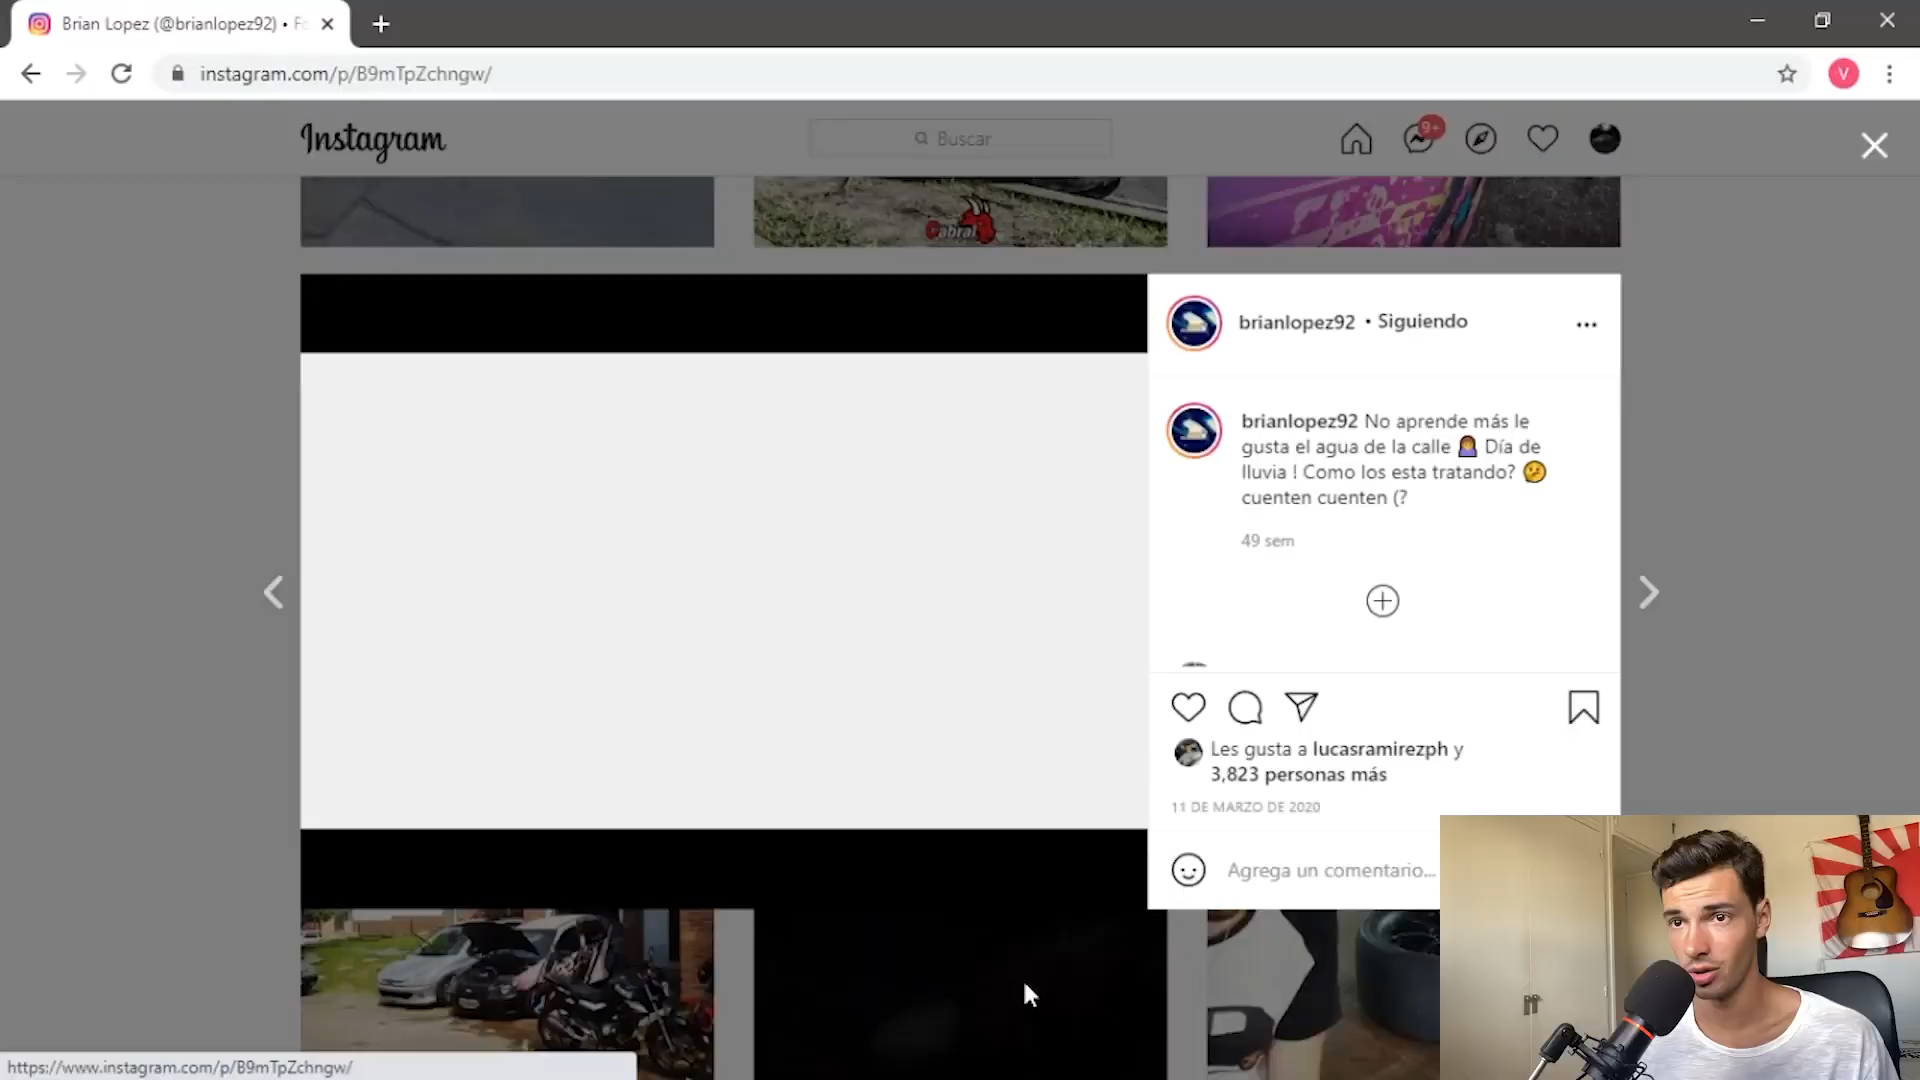 Brian Lopez (@brianlopez92) •
instagram.com/p/B9mTpZchngw/
V
Instagram
Buscar
9+
Cabral
brianlopez92 • Siguiendo
brianlopez92 No aprende más le
gusta el agua de la calle 🤷🏾‍♀️ Día de
lluvia ! Como los esta tratando? 🤔
cuenten cuenten (?
49 sem
Les gusta a lucasramirezph y
3,823 personas más
11 DE MARZO DE 2020
Agrega un comentario...
https://www.instagram.com/p/B9mTpZchngw/